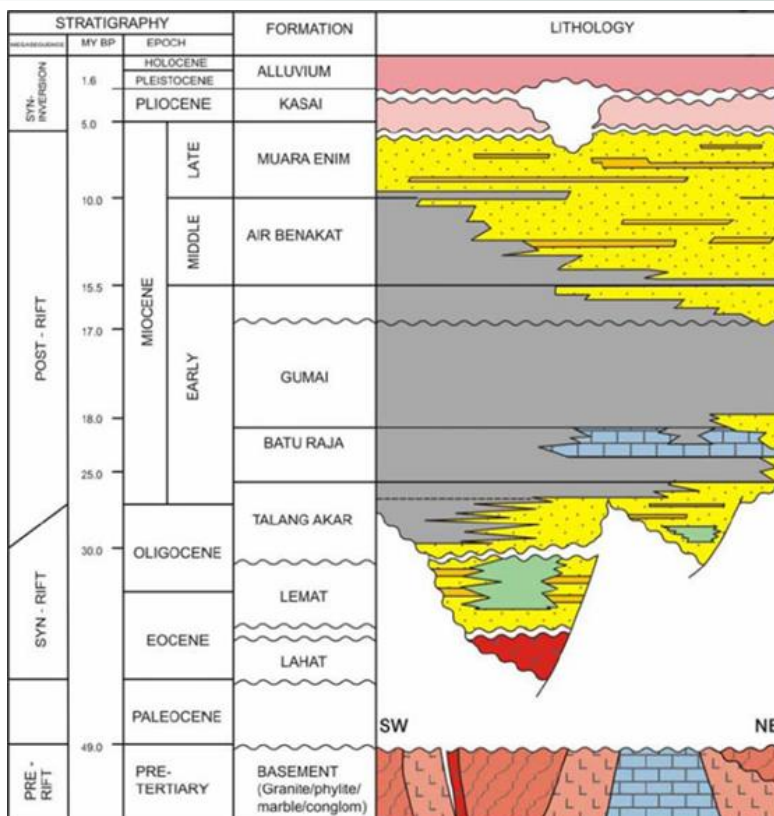 STRATIGRAPHY
FORMATION
LITHOLOGY
MEGASEQUENCE
MY BP
EPOCH
SYN-
INVERSION
1.6
HOLOCENE
PLEISTOCENE
ALLUVIUM
PLIOCENE
KASAI
5.0
POST - RIFT
MIOCENE
LATE
MUARA ENIM
10.0
MIDDLE
AIR BENAKAT
15.5
EARLY
17.0
GUMAI
18.0
BATU RAJA
25.0
TALANG AKAR
30.0
OLIGOCENE
SYN - RIFT
LEMAT
EOCENE
LAHAT
PALEOCENE
SW
NE
49.0
PRE -
RIFT
PRE-
TERTIARY
BASEMENT
(Granite/phylite/
marble/conglom)